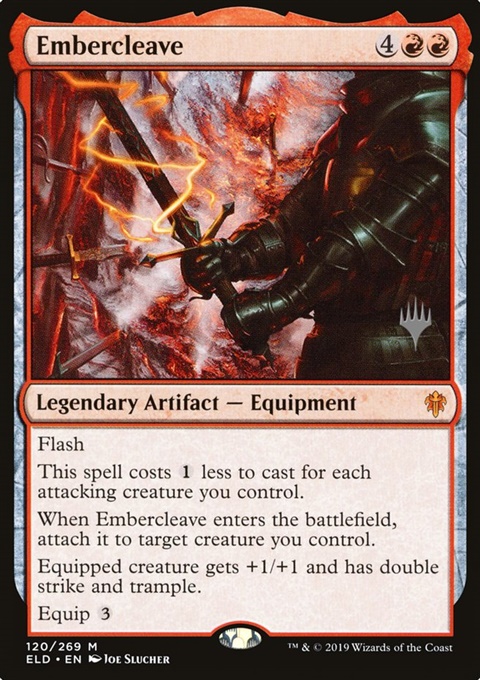 Embercleave 4
Legendary Artifact — Equipment
Flash
This spell costs 1 less to cast for each
attacking creature you control.
When Embercleave enters the battlefield,
attach it to target creature you control.
Equipped creature gets +1/+1 and has double
strike and trample.
Equip 3
120/269 M
ELD • EN Joe Slucher
™ & © 2019 Wizards of the Coast